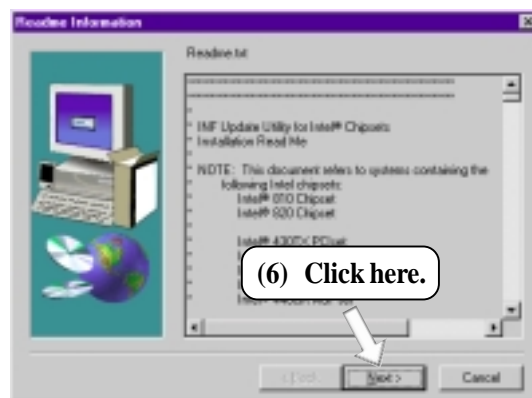 Readme Information
Readme.txt
INF Update Utility for Intel® Chipsets
Installation Read Me
NOTE: This document refers to systems containing the
following Intel chipsets:
Intel® 810 Chipset
Intel® 820 Chipset
Intel® 430TX PCIset
(6) Click here.
Next >
Cancel